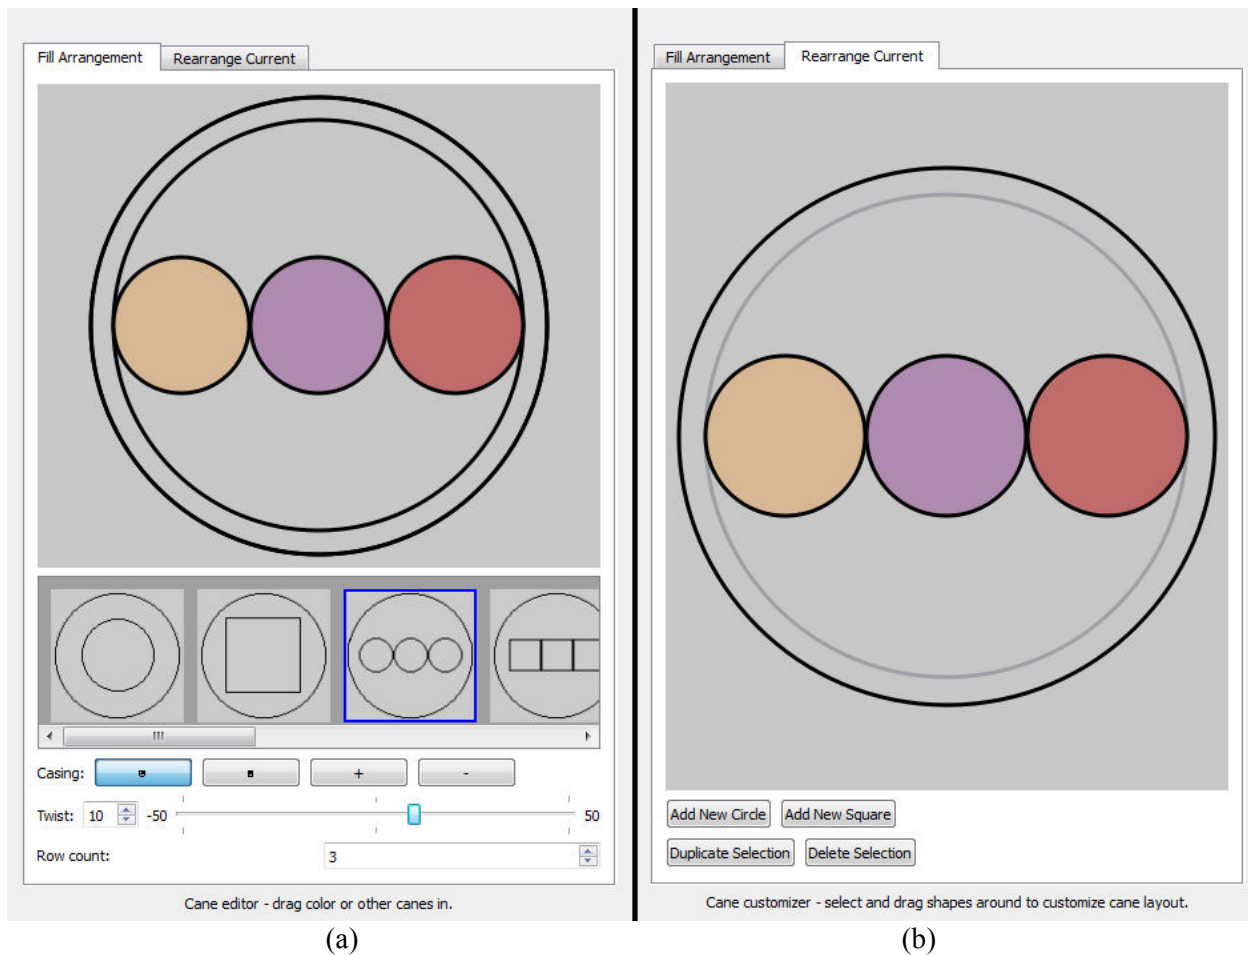 Fill Arrangement
Rearrange Current
Casing:
+
-
Twist: 10 -50 50
Row count: 3
Cane editor - drag color or other canes in.
(a)
Fill Arrangement
Rearrange Current
Add New Circle
Add New Square
Duplicate Selection
Delete Selection
Cane customizer - select and drag shapes around to customize cane layout.
(b)